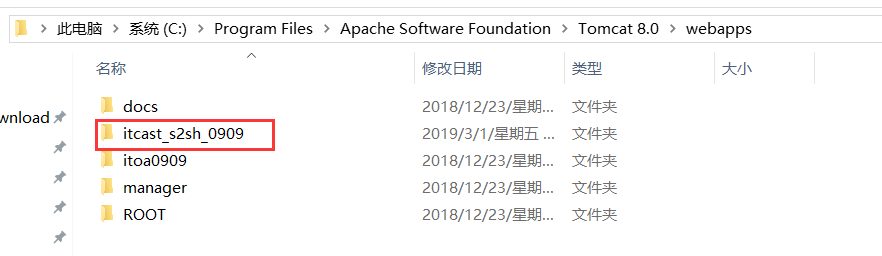 此电脑 > 系统 (C:) > Program Files > Apache Software Foundation > Tomcat 8.0 > webapps
名称 修改日期 类型 大小
docs 2018/12/23/星期... 文件夹
wnload itcast_s2sh_0909 2019/3/1/星期五 ... 文件夹
itoa0909 2018/12/23/星期... 文件夹
manager 2018/12/23/星期... 文件夹
ROOT 2018/12/23/星期... 文件夹